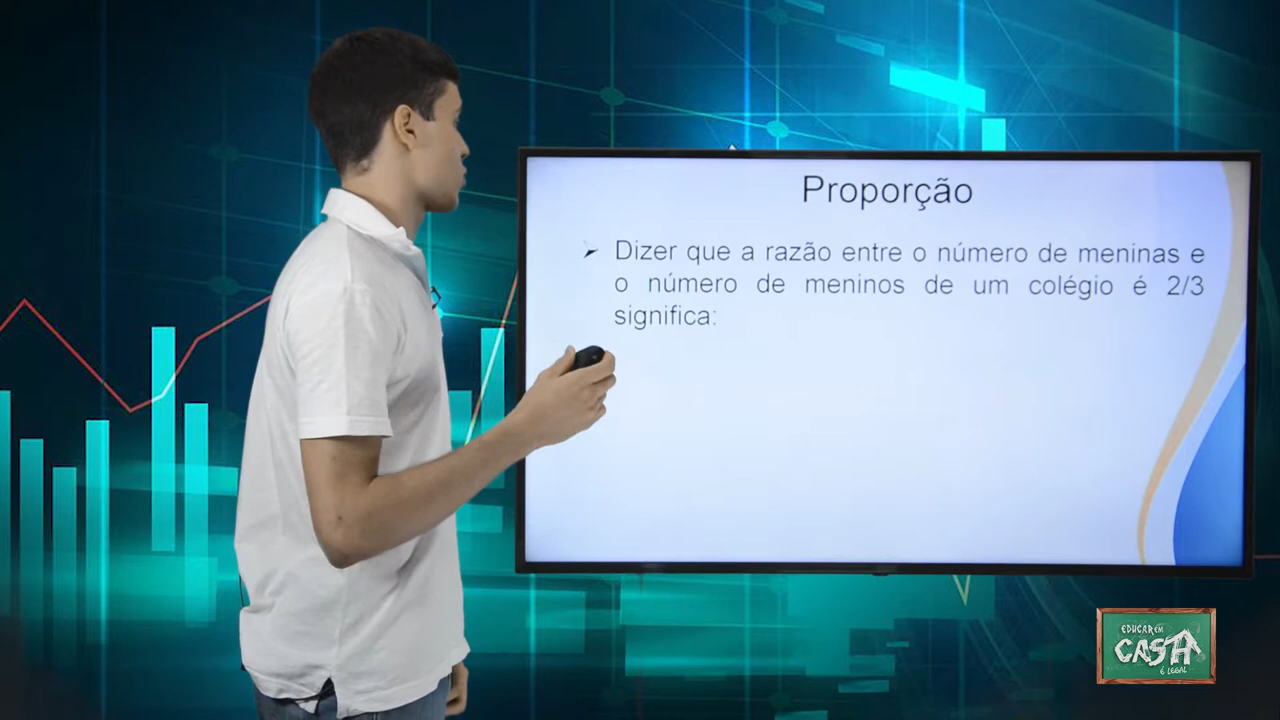 Proporção
Dizer que a razão entre o número de meninas e
o número de meninos de um colégio é 2/3
significa:
EDUCAR EM
CASA
É LEGAL